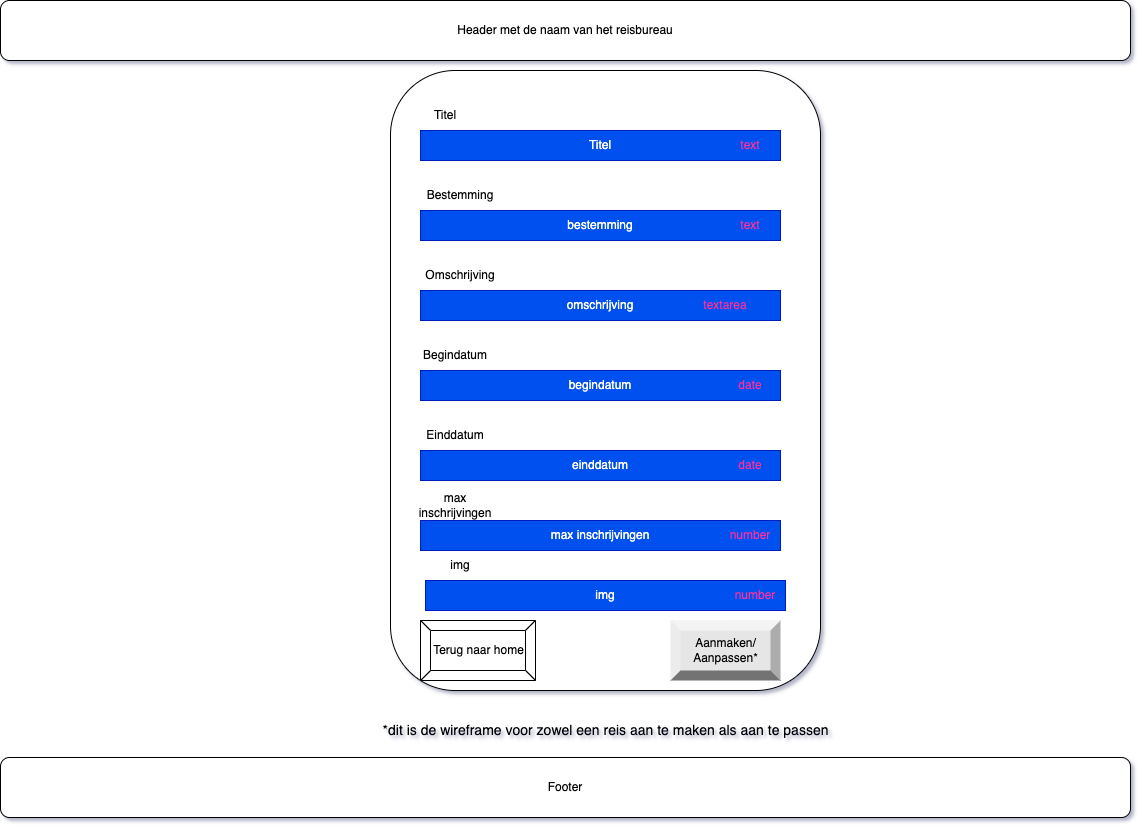 Header met de naam van het reisbureau
Titel
Titel text
Bestemming
bestemming text
Omschrijving
omschrijving textarea
Begindatum
begindatum date
Einddatum
einddatum date
max
inschrijvingen
max inschrijvingen number
img
img number
Terug naar home
Aanmaken/
Aanpassen*
*dit is de wireframe voor zowel een reis aan te maken als aan te passen
Footer